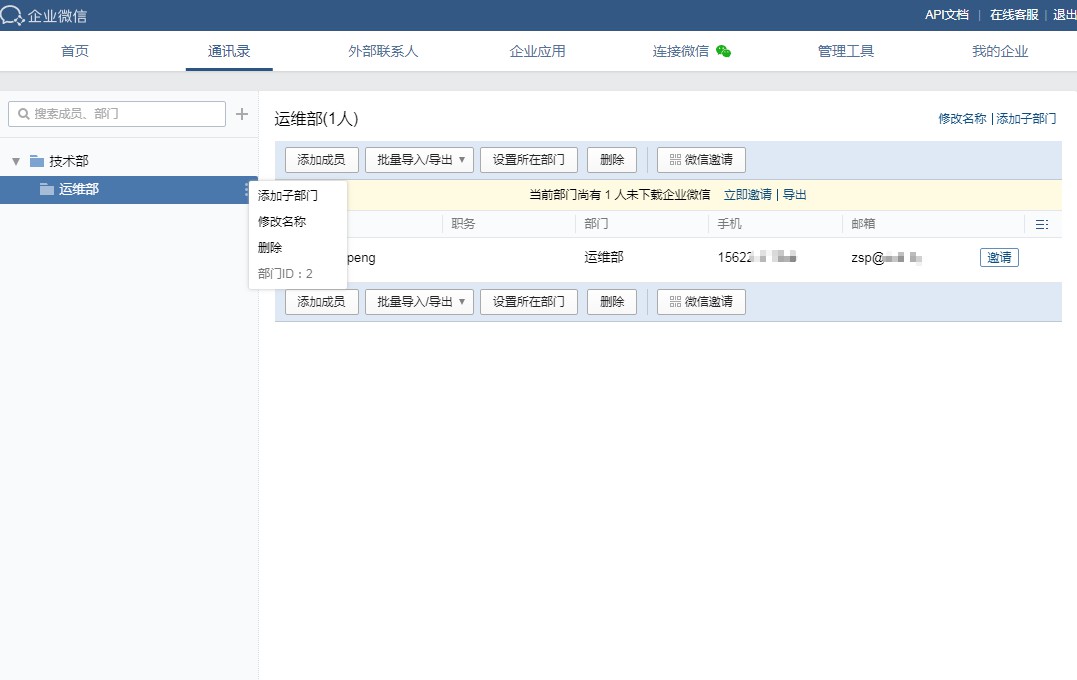 企业微信
API文档 | 在线客服 | 退出
首页 通讯录 外部联系人 企业应用 连接微信 管理工具 我的企业
搜索成员、部门
技术部
运维部
添加子部门
修改名称
删除
部门ID：2
运维部(1人)
修改名称 | 添加子部门
添加成员 批量导入/导出 设置所在部门 删除 微信邀请
当前部门尚有 1 人未下载企业微信 立即邀请 | 导出
职务 部门 手机 邮箱
peng 运维部 15622 zsp@ 邀请
添加成员 批量导入/导出 设置所在部门 删除 微信邀请